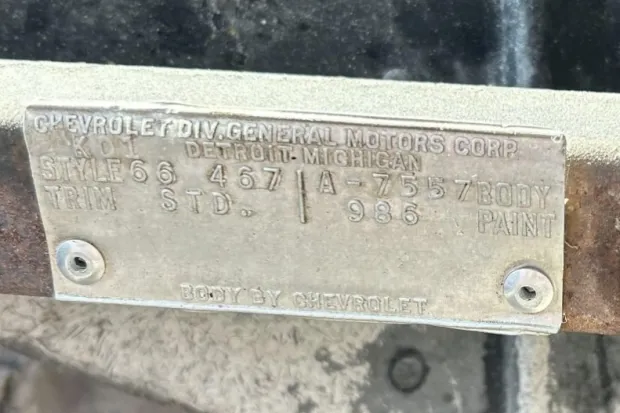 CHEVROLET DIV. GENERAL MOTORS CORP.
K01 DETROIT. MICHIGAN
STYLE 66 467 A-7557 BODY
TRIM STD. 986 PAINT
BODY BY CHEVROLET